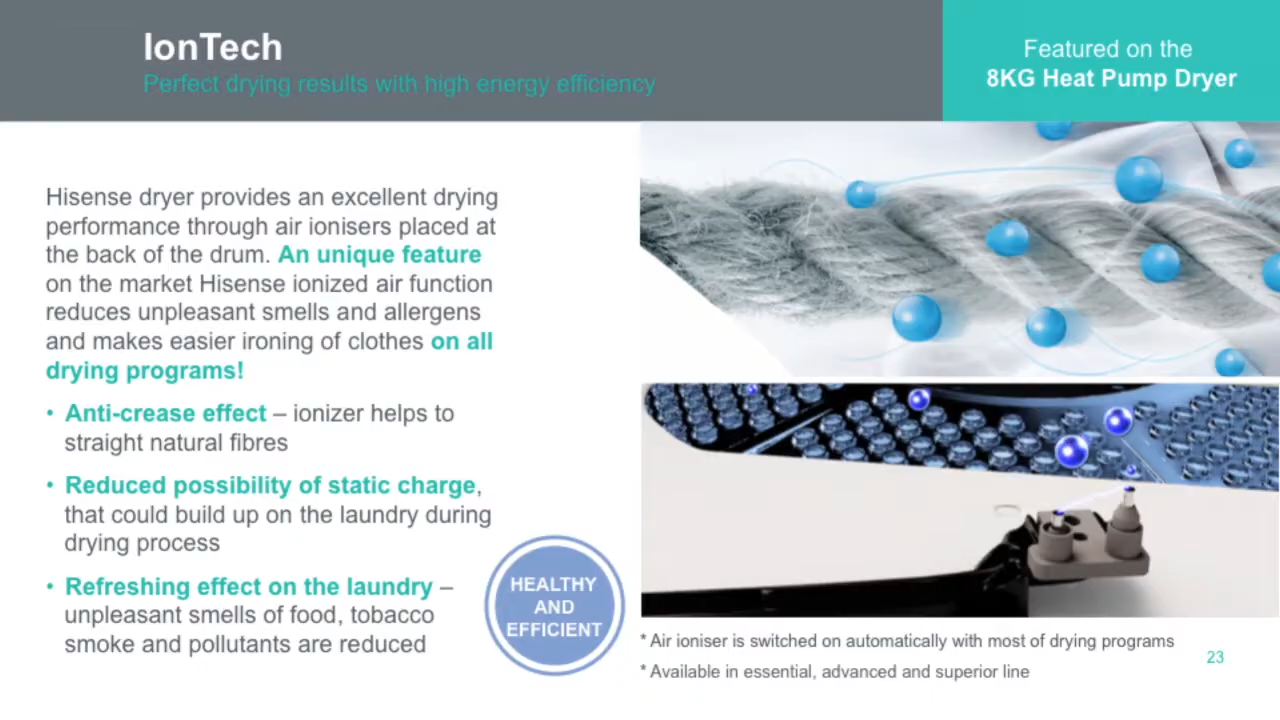 IonTech
Perfect drying results with high energy efficiency
Featured on the
8KG Heat Pump Dryer
Hisense dryer provides an excellent drying
performance through air ionisers placed at
the back of the drum. An unique feature
on the market Hisense ionized air function
reduces unpleasant smells and allergens
and makes easier ironing of clothes on all
drying programs!
• Anti-crease effect – ionizer helps to
straight natural fibres
• Reduced possibility of static charge,
that could build up on the laundry during
drying process
• Refreshing effect on the laundry –
unpleasant smells of food, tobacco
smoke and pollutants are reduced
HEALTHY
AND
EFFICIENT
* Air ioniser is switched on automatically with most of drying programs
* Available in essential, advanced and superior line
23